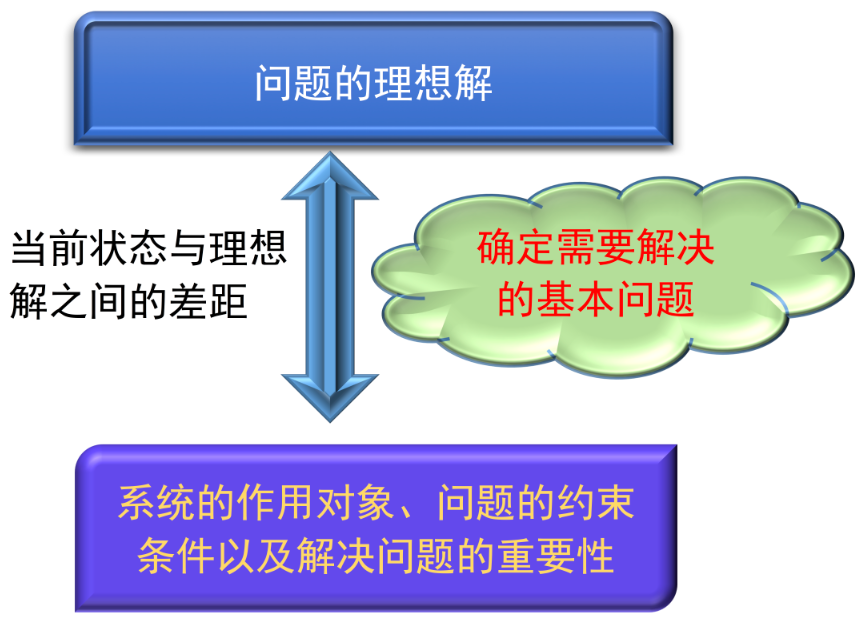 问题的理想解
当前状态与理想
解之间的差距
确定需要解决
的基本问题
系统的作用对象、问题的约束
条件以及解决问题的重要性